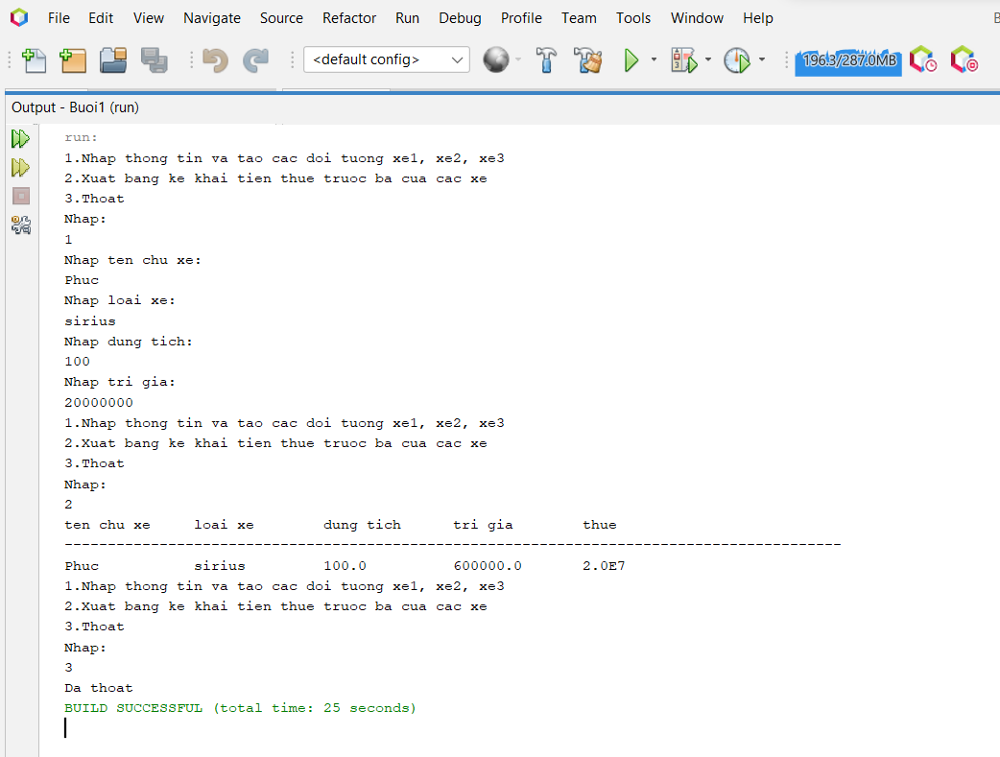 File Edit View Navigate Source Refactor Run Debug Profile Team Tools Window Help
<default config> 196.3/287.0MB
Output - Buoi1 (run)
run:
1.Nhap thong tin va tao cac doi tuong xe1, xe2, xe3
2.Xuat bang ke khai tien thue truoc ba cua cac xe
3.Thoat
Nhap:
1
Nhap ten chu xe:
Phuc
Nhap loai xe:
sirius
Nhap dung tich:
100
Nhap tri gia:
20000000
1.Nhap thong tin va tao cac doi tuong xe1, xe2, xe3
2.Xuat bang ke khai tien thue truoc ba cua cac xe
3.Thoat
Nhap:
2
ten chu xe loai xe dung tich tri gia thue
------------------------------------------------------------------------------------------
Phuc sirius 100.0 600000.0 2.0E7
1.Nhap thong tin va tao cac doi tuong xe1, xe2, xe3
2.Xuat bang ke khai tien thue truoc ba cua cac xe
3.Thoat
Nhap:
3
Da thoat
BUILD SUCCESSFUL (total time: 25 seconds)